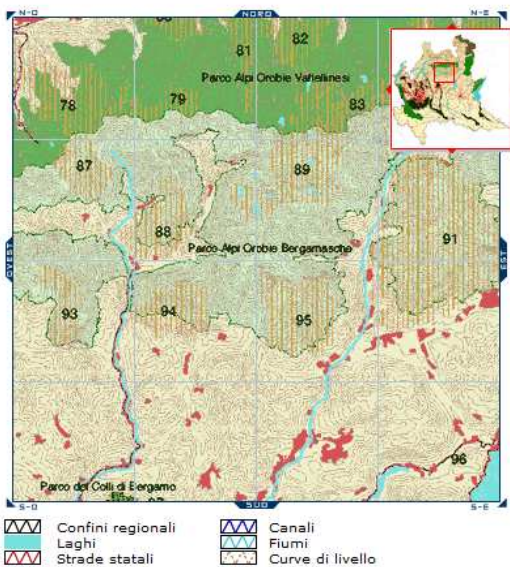 N-O NORD N-E
82
81
Parco Alpi Orobie Valtellinesi
79
78
83
87
89
88
91
Parco Alpi Orobie Bergamasche
OVEST
EST
93
94
95
96
Parco dei Colli di Bergamo
S-O SUD S-E
Confini regionali
Canali
Laghi
Fiumi
Strade statali
Curve di livello